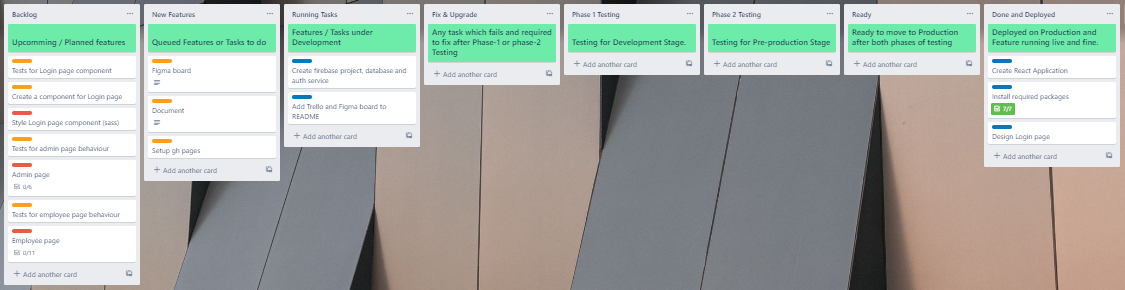 Backlog
Upcomming / Planned features
Tests for Login page component
Create a component for Login page
Style Login page component (sass)
Tests for admin page behaviour
Admin page
0/6
Tests for employee page behaviour
Employee page
0/11
+ Add another card
New Features
Queued Features or Tasks to do
Figma board
Document
Setup gh pages
+ Add another card
Running Tasks
Features / Tasks under
Development
Create firebase project, database and
auth service
Add Trello and Figma board to
README
+ Add another card
Fix & Upgrade
Any task which fails and required
to fix after Phase-1 or phase-2
Testing
+ Add another card
Phase 1 Testing
Testing for Development Stage.
+ Add another card
Phase 2 Testing
Testing for Pre-production Stage
+ Add another card
Ready
Ready to move to Production
after both phases of testing
+ Add another card
Done and Deployed
Deployed on Production and
Feature running live and fine.
Create React Application
Install required packages
7/7
Design Login page
+ Add another card